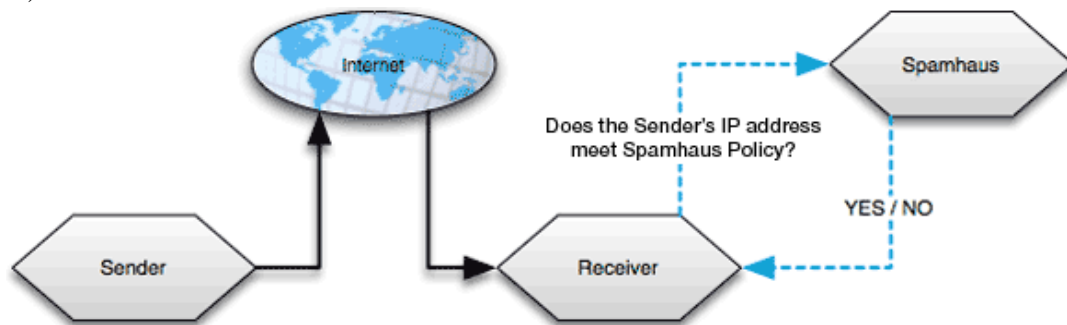 Internet
Spamhaus
Does the Sender's IP address
meet Spamhaus Policy?
YES / NO
Sender
Receiver